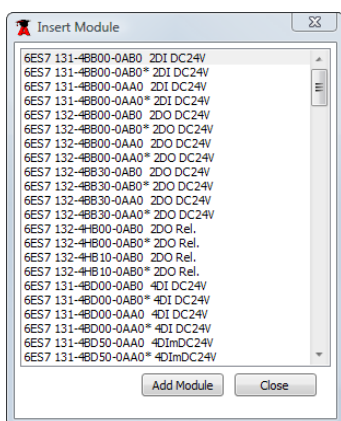 Insert Module
6ES7 131-4BB00-0AB0 2DI DC24V
6ES7 131-4BB00-0AB0* 2DI DC24V
6ES7 131-4BB00-0AA0 2DI DC24V
6ES7 131-4BB00-0AA0* 2DI DC24V
6ES7 132-4BB00-0AB0 2DO DC24V
6ES7 132-4BB00-0AB0* 2DO DC24V
6ES7 132-4BB00-0AA0 2DO DC24V
6ES7 132-4BB00-0AA0* 2DO DC24V
6ES7 132-4BB30-0AB0 2DO DC24V
6ES7 132-4BB30-0AB0* 2DO DC24V
6ES7 132-4BB30-0AA0 2DO DC24V
6ES7 132-4BB30-0AA0* 2DO DC24V
6ES7 132-4HB00-0AB0 2DO Rel.
6ES7 132-4HB00-0AB0* 2DO Rel.
6ES7 132-4HB10-0AB0 2DO Rel.
6ES7 132-4HB10-0AB0* 2DO Rel.
6ES7 131-4BD00-0AB0 4DI DC24V
6ES7 131-4BD00-0AB0* 4DI DC24V
6ES7 131-4BD00-0AA0 4DI DC24V
6ES7 131-4BD00-0AA0* 4DI DC24V
6ES7 131-4BD50-0AA0 4DImDC24V
6ES7 131-4BD50-0AA0* 4DImDC24V
Add Module Close